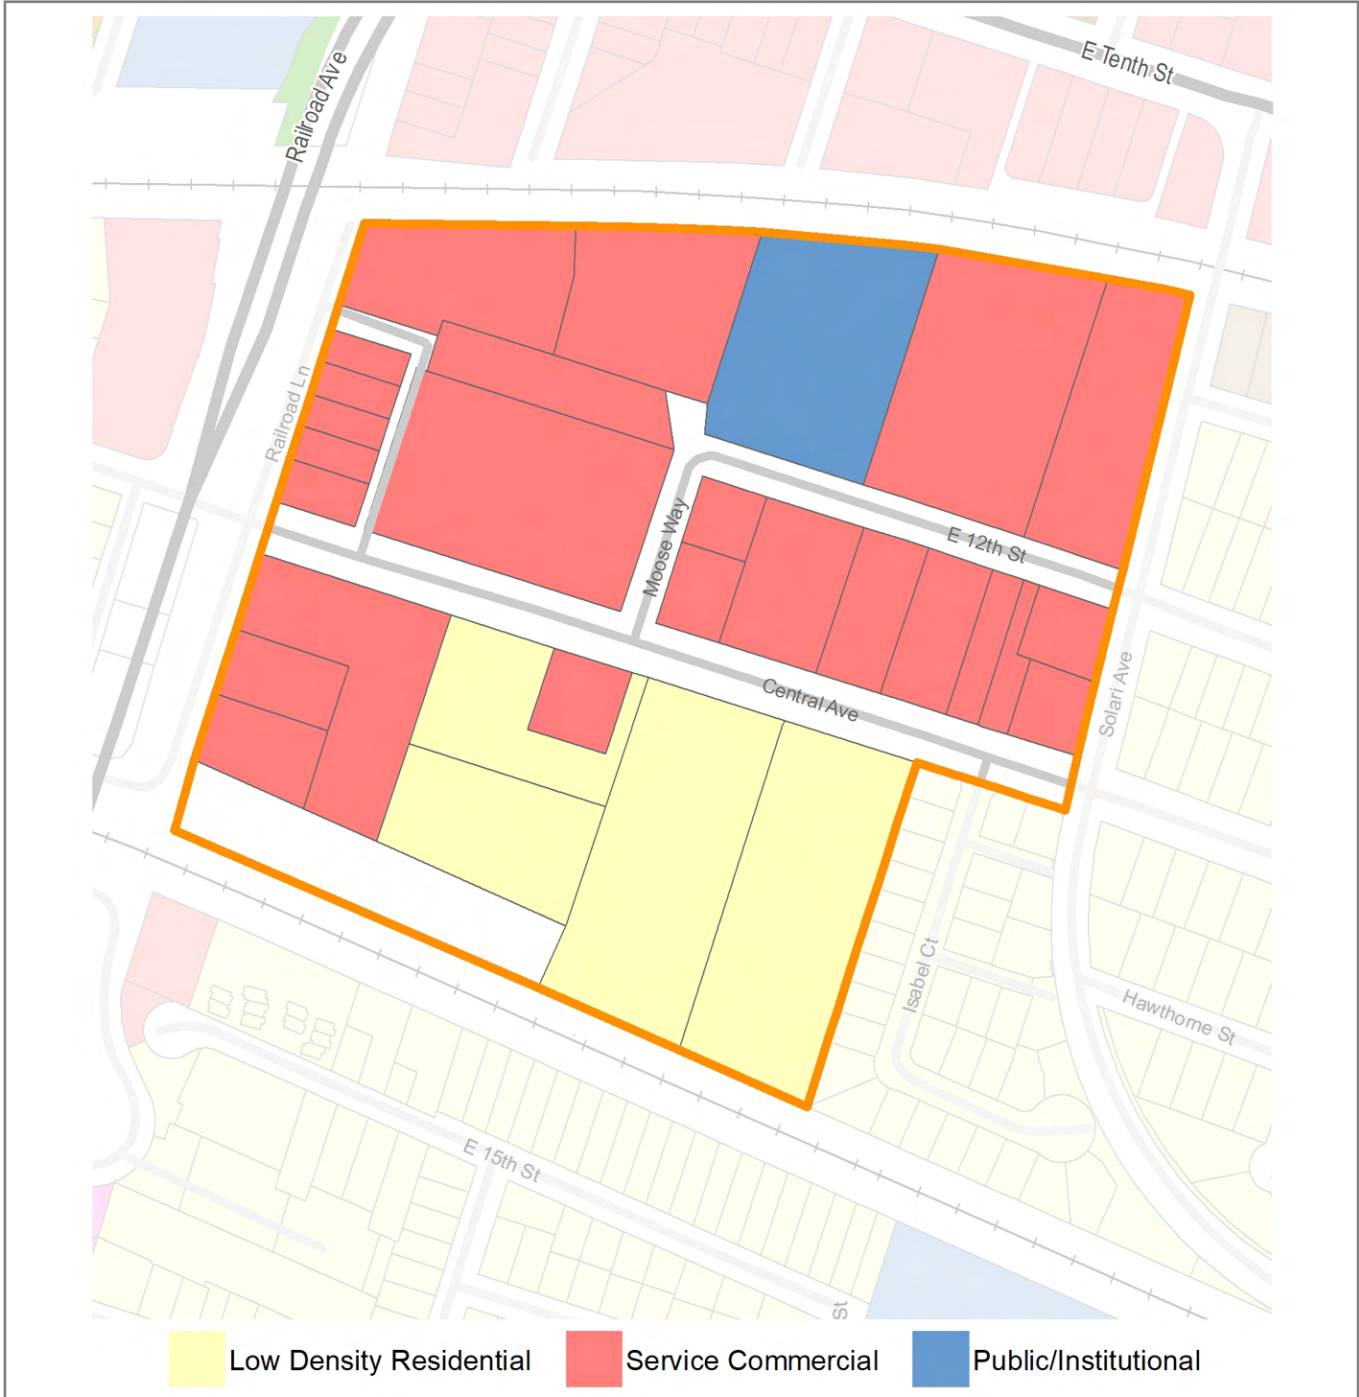 E Tenth St
Railroad Ave
Railroad Ln
Moose Way
E 12th St
Solari Ave
Central Ave
Isabel Ct
Hawthorne St
E 15th St
St
Low Density Residential
Service Commercial
Public/Institutional